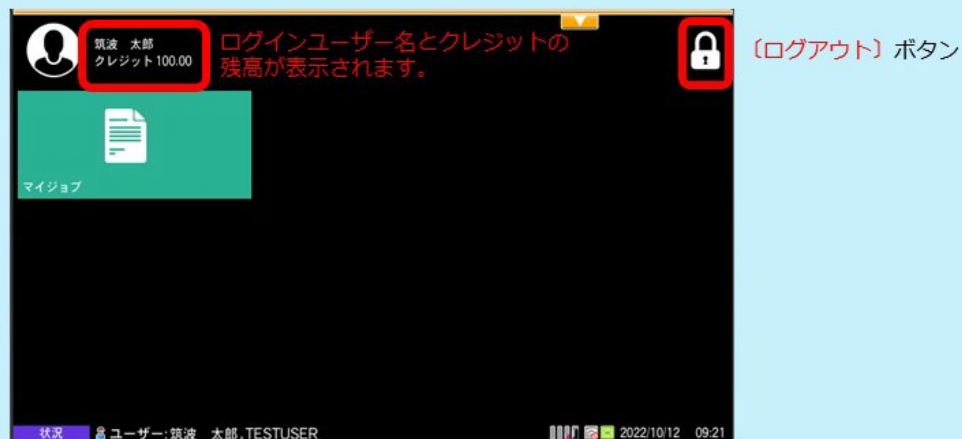 筑波 太郎
クレジット 100.00
ログインユーザー名とクレジットの
残高が表示されます。
〔ログアウト〕ボタン
マイジョブ
状況 ユーザー:筑波 太郎,TESTUSER 2022/10/12 09:21